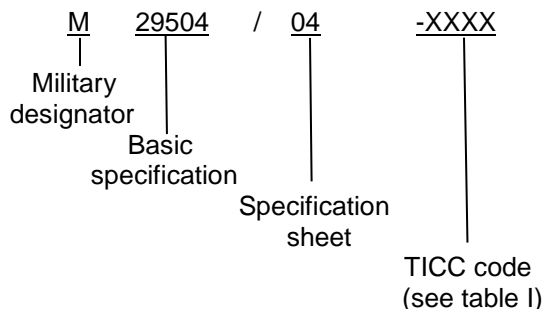 M 29504 / 04 -XXXX
Military
designator
Basic
specification
Specification
sheet
TICC code
(see table I)